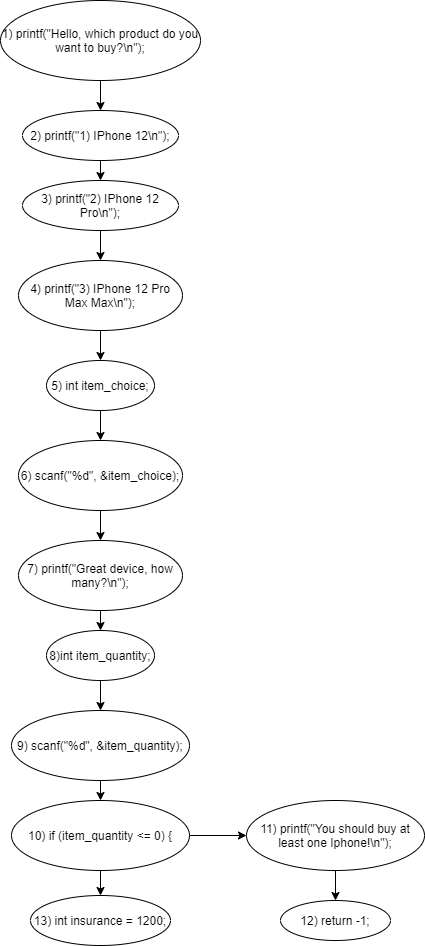 1) printf("Hello, which product do you
want to buy?\n");
2) printf("1) IPhone 12\n");
3) printf("2) IPhone 12
Pro\n");
4) printf("3) IPhone 12 Pro
Max Max\n");
5) int item_choice;
6) scanf("%d", &item_choice);
7) printf("Great device, how
many?\n");
8)int item_quantity;
9) scanf("%d", &item_quantity);
10) if (item_quantity <= 0) {
11) printf("You should buy at
least one Iphone!\n");
13) int insurance = 1200;
12) return -1;